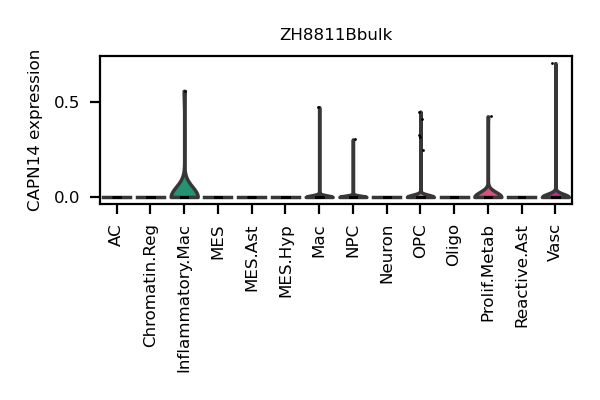 ZH8811Bbulk
CAPN14 expression
0.5
0.0
AC
Chromatin.Reg
Inflammatory.Mac
MES
MES.Ast
MES.Hyp
Mac
NPC
Neuron
OPC
Oligo
Prolif.Metab
Reactive.Ast
Vasc